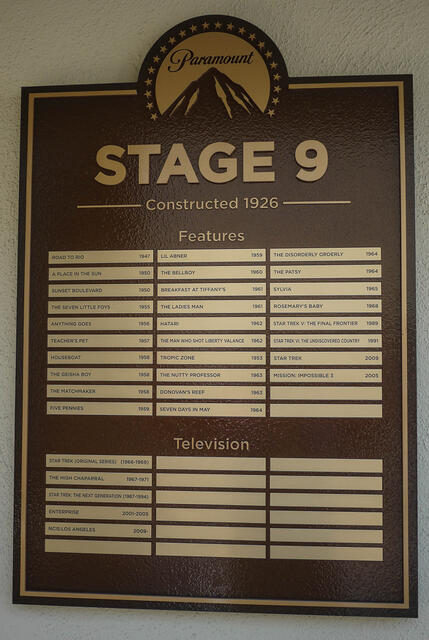 Paramount
STAGE 9
Constructed 1926
Features
ROAD TO RIO 1947
A PLACE IN THE SUN 1950
SUNSET BOULEVARD 1950
THE SEVEN LITTLE FOYS 1955
ANYTHING GOES 1956
TEACHER'S PET 1957
HOUSEBOAT 1958
THE GEISHA BOY 1958
THE MATCHMAKER 1958
FIVE PENNIES 1959
LIL ABNER 1959
THE BELLBOY 1960
BREAKFAST AT TIFFANY'S 1961
THE LADIES MAN 1961
HATARI 1962
THE MAN WHO SHOT LIBERTY VALANCE 1962
TROPIC ZONE 1953
THE NUTTY PROFESSOR 1963
DONOVAN'S REEF 1963
SEVEN DAYS IN MAY 1964
THE DISORDERLY ORDERLY 1964
THE PATSY 1964
SYLVIA 1965
ROSEMARY'S BABY 1968
STAR TREK V: THE FINAL FRONTIER 1989
STAR TREK VI: THE UNDISCOVERED COUNTRY 1991
STAR TREK 2009
MISSION: IMPOSSIBLE 3 2005
Television
STAR TREK (ORIGINAL SERIES) (1966-1969)
THE HIGH CHAPARRAL 1967-1971
STAR TREK: THE NEXT GENERATION (1987-1994)
ENTERPRISE 2001-2005
NCIS:LOS ANGELES 2009-